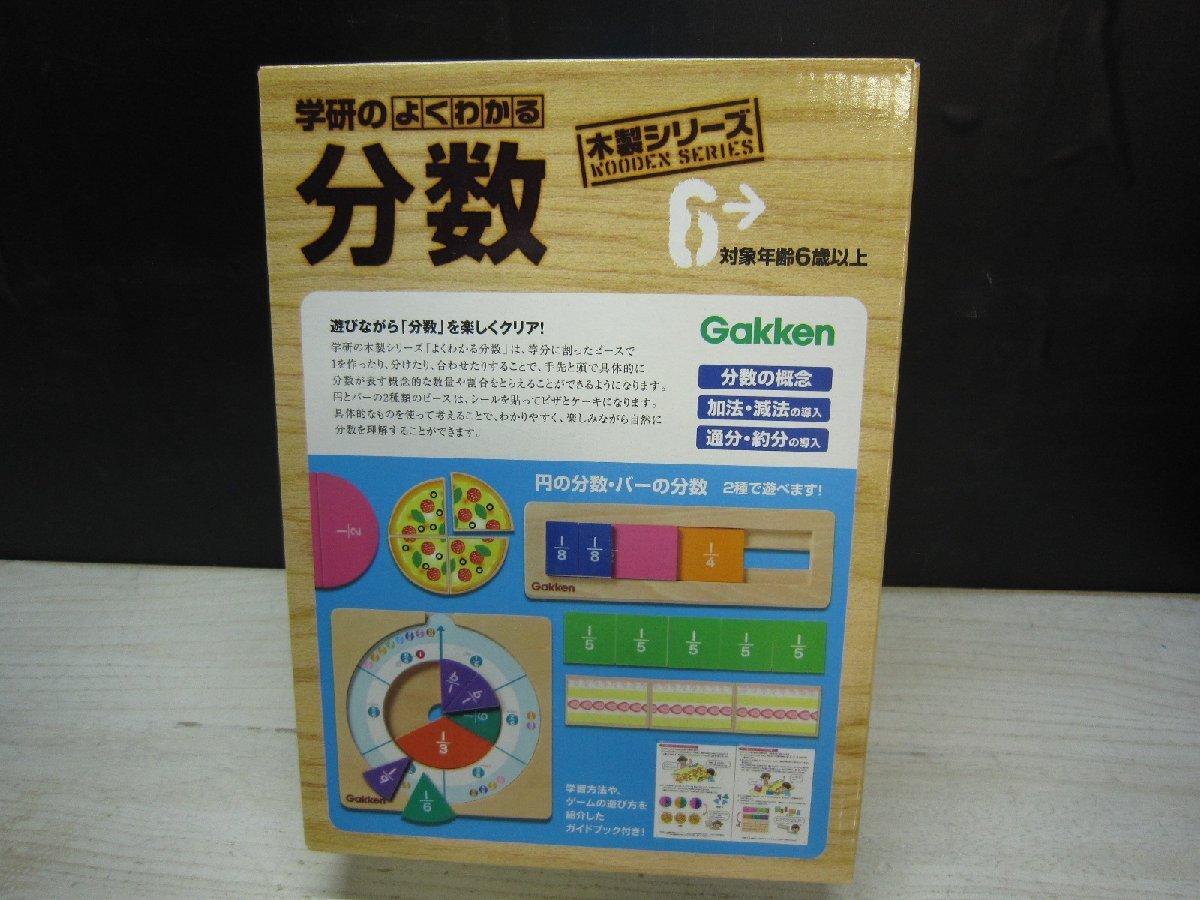 学研のよくわかる
分数
木製シリーズ
WOODEN SERIES
6→
対象年齢6歳以上
遊びながら「分数」を楽しくクリア!
学研の木製シリーズ「よくわかる分数」は、等分に割ったピースで
1を作ったり、分けたり、合わせたりすることで、手先と頭で具体的に
分数が表す概念的な数量や割合をとらえることができるようになります。
円とバーの2種類のピースは、シールを貼ってピザとケーキになります。
具体的なものを使って考えることで、わかりやすく、楽しみながら自然に
分数を理解することができます。
Gakken
分数の概念
加法・減法の導入
通分・約分の導入
円の分数・バーの分数 2種で遊べます!
1/2
1/8 1/8 1/4
Gakken
1/5 1/5 1/5 1/5 1/5
1/9 1/9
1/6
1/3
1/9
1/6
Gakken
学習方法や、
ゲームの遊び方を
紹介した
ガイドブック付き!